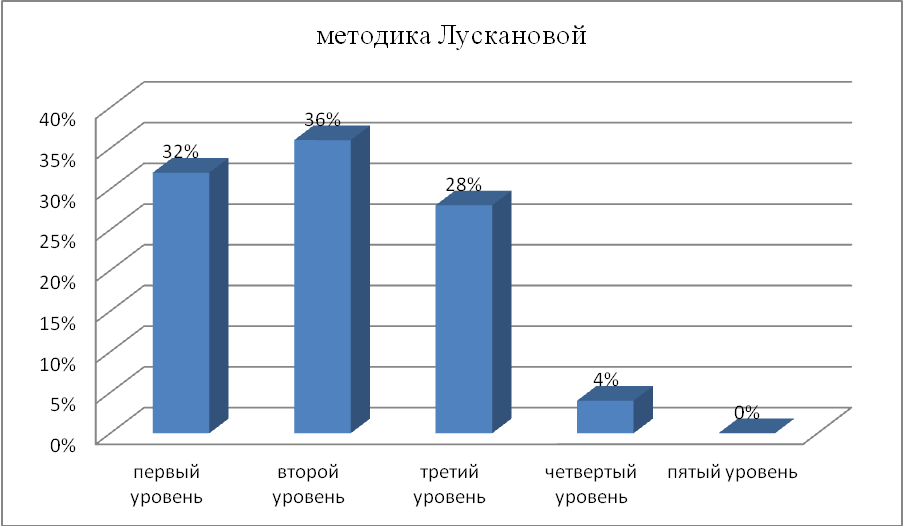 методика Лускановой
40%
35%
30%
25%
20%
15%
10%
5%
0%
32%
36%
28%
4%
0%
первый
уровень
второй
уровень
третий
уровень
четвертый
уровень
пятый уровень